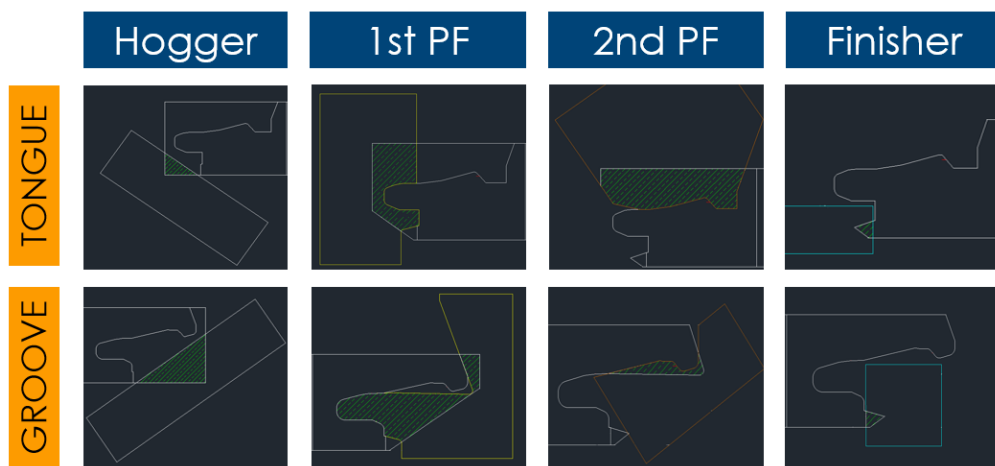 Hogger
1st PF
2nd PF
Finisher
TONGUE
GROOVE